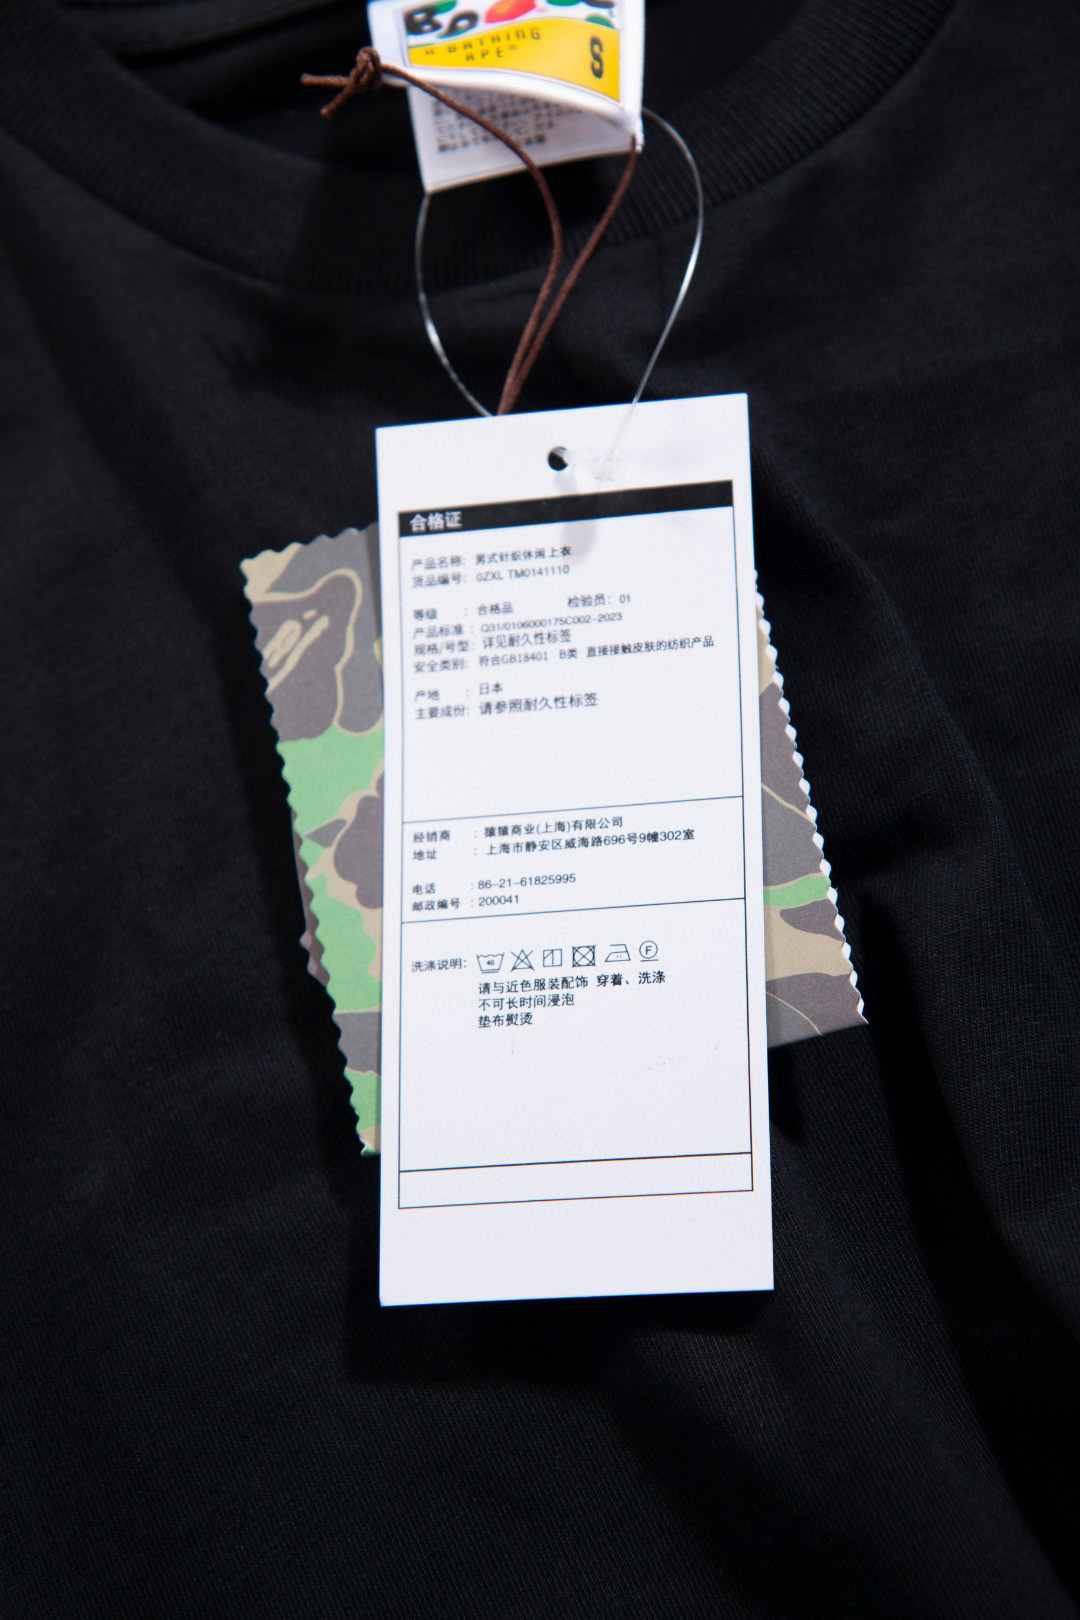 A BATHING
APE®
S
合格证
产品名称: 男式针织休闲上衣
货品编号: 0ZXL TM0141110
等级 : 合格品 检验员: 01
产品标准 : Q31/0106000175C002-2023
规格/号型: 详见耐久性标签
安全类别: 符合GB18401 B类 直接接触皮肤的纺织产品
产地 : 日本
主要成份: 请参照耐久性标签
经销商 : 猿猿商业(上海)有限公司
地址 : 上海市静安区威海路696号9幢302室
电话 : 86-21-61825995
邮政编号 : 200041
洗涤说明: 40 F
请与近色服装配饰 穿着、洗涤
不可长时间浸泡
垫布熨烫